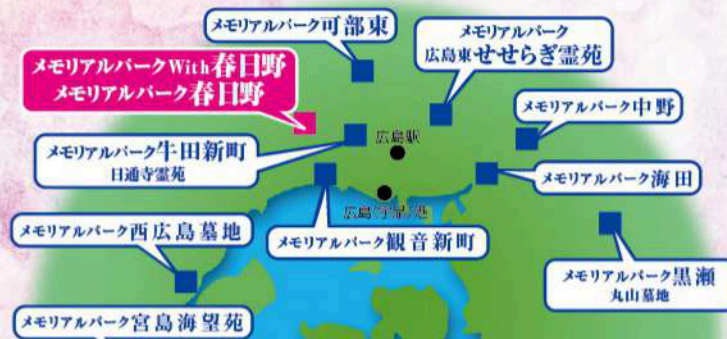 メモリアルパーク可部東
メモリアルパーク
広島東せせらぎ霊苑
メモリアルパークWith春日野
メモリアルパーク春日野
メモリアルパーク中野
広島駅
メモリアルパーク牛田新町
日通寺霊苑
メモリアルパーク海田
メモリアルパーク西広島墓地
メモリアルパーク観音新町
メモリアルパーク黒瀬
丸山墓地
メモリアルパーク宮島海望苑